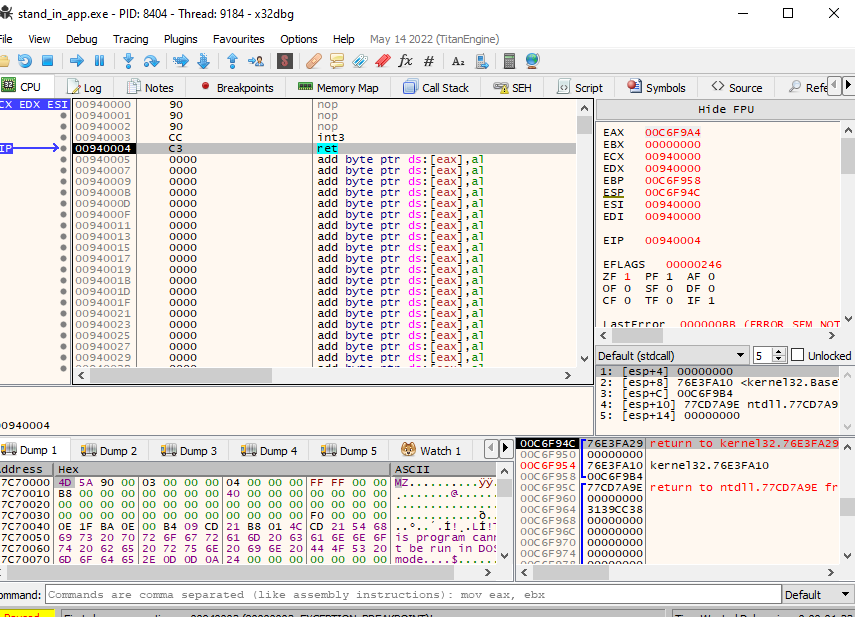 stand_in_app.exe - PID: 8404 - Thread: 9184 - x32dbg
File View Debug Tracing Plugins Favourites Options Help May 14 2022 (TitanEngine)
CPU Log Notes Breakpoints Memory Map Call Stack SEH Script Symbols Source Refe
CX EDX ESI
IP
00940000 90 nop
00940001 90 nop
00940002 90 nop
00940003 CC int3
00940004 C3 ret
00940005 0000 add byte ptr ds:[eax],al
00940007 0000 add byte ptr ds:[eax],al
00940009 0000 add byte ptr ds:[eax],al
0094000B 0000 add byte ptr ds:[eax],al
0094000D 0000 add byte ptr ds:[eax],al
0094000F 0000 add byte ptr ds:[eax],al
00940011 0000 add byte ptr ds:[eax],al
00940013 0000 add byte ptr ds:[eax],al
00940015 0000 add byte ptr ds:[eax],al
00940017 0000 add byte ptr ds:[eax],al
00940019 0000 add byte ptr ds:[eax],al
0094001B 0000 add byte ptr ds:[eax],al
0094001D 0000 add byte ptr ds:[eax],al
0094001F 0000 add byte ptr ds:[eax],al
00940021 0000 add byte ptr ds:[eax],al
00940023 0000 add byte ptr ds:[eax],al
00940025 0000 add byte ptr ds:[eax],al
00940027 0000 add byte ptr ds:[eax],al
00940029 0000 add byte ptr ds:[eax],al
Hide FPU
EAX 00C6F9A4
EBX 00000000
ECX 00940000
EDX 00940000
EBP 00C6F958
ESP 00C6F94C
ESI 00940000
EDI 00940000
EIP 00940004
EFLAGS 00000246
ZF 1 PF 1 AF 0
OF 0 SF 0 DF 0
CF 0 TF 0 IF 1
LastError 000000BB (ERROR_SEM_NOT
Default (stdcall) 5 Unlocked
1: [esp+4] 00000000
2: [esp+8] 76E3FA10 <kernel32.Base
3: [esp+C] 00C6F9B4
4: [esp+10] 77CD7A9E ntdll.77CD7A9
5: [esp+14] 00000000
00940004
Dump 1 Dump 2 Dump 3 Dump 4 Dump 5 Watch 1
Address Hex ASCII
7C70000 4D 5A 90 00 03 00 00 00 04 00 00 00 FF FF 00 00 MZ..........ÿÿ..
7C70010 B8 00 00 00 00 00 00 00 40 00 00 00 00 00 00 00 ¸.......@.......
7C70020 00 00 00 00 00 00 00 00 00 00 00 00 00 00 00 00 ................
7C70030 00 00 00 00 00 00 00 00 00 00 00 00 F0 00 00 00 ............ð...
7C70040 0E 1F BA 0E 00 B4 09 CD 21 B8 01 4C CD 21 54 68 ..º..´.Í!¸.LÍ!T
7C70050 69 73 20 70 72 6F 67 72 61 6D 20 63 61 6E 6E 6F is program cann
7C70060 74 20 62 65 20 72 75 6E 20 69 6E 20 44 4F 53 20 t be run in DOS
7C70070 6D 6F 64 65 2E 0D 0D 0A 24 00 00 00 00 00 00 00 mode....$.......
00C6F94C 76E3FA29 return to kernel32.76E3FA29
00C6F950 00000000
00C6F954 76E3FA10 kernel32.76E3FA10
00C6F958 00C6F9B4
00C6F95C 77CD7A9E return to ntdll.77CD7A9E fr
00C6F960 00000000
00C6F964 3139CC38
00C6F968 00000000
00C6F96C 00000000
00C6F970 00000000
00C6F974 00000000
00C6F978 00000000
ommand: Commands are comma separated (like assembly instructions): mov eax, ebx Default